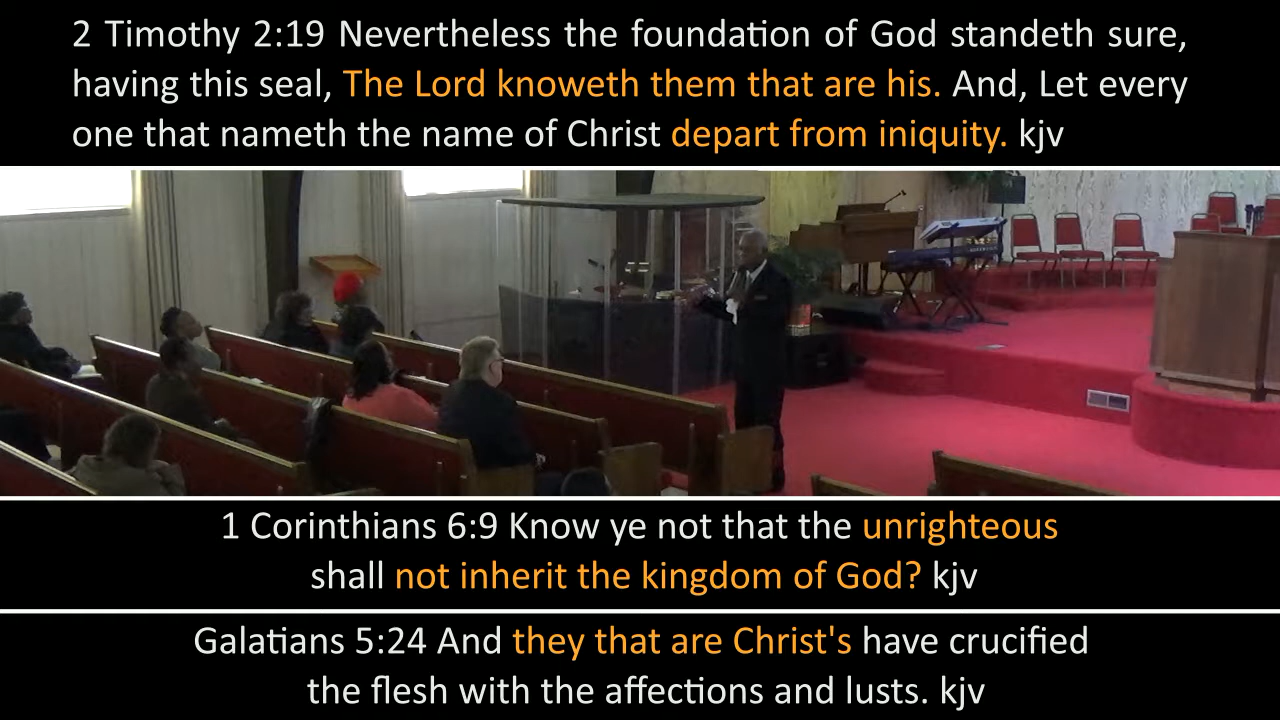 2 Timothy 2:19 Nevertheless the foundation of God standeth sure,
having this seal, The Lord knoweth them that are his. And, Let every
one that nameth the name of Christ depart from iniquity. kjv
1 Corinthians 6:9 Know ye not that the unrighteous
shall not inherit the kingdom of God? kjv
Galatians 5:24 And they that are Christ's have crucified
the flesh with the affections and lusts. kjv